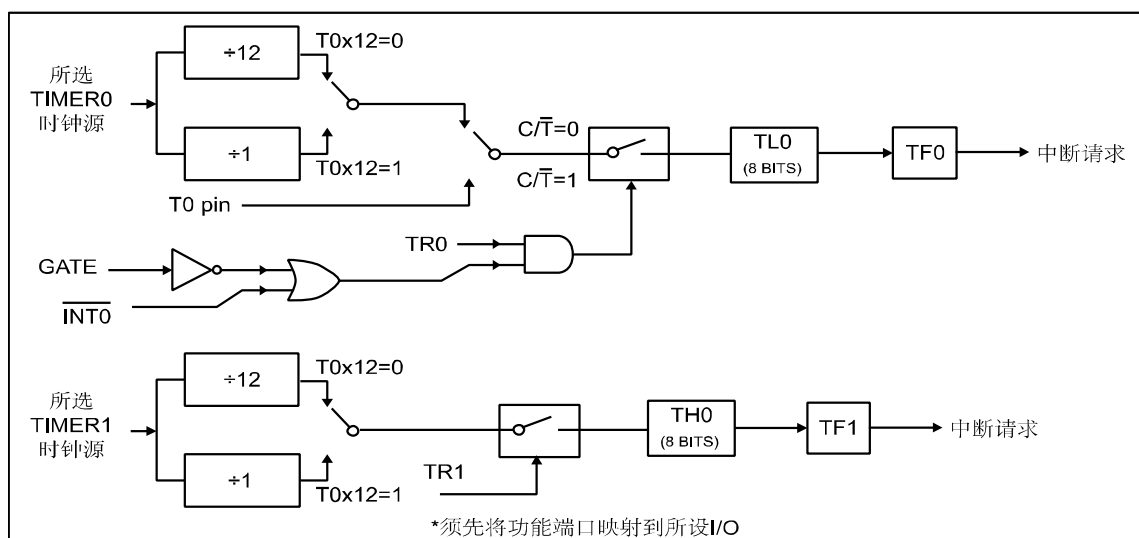 ÷12
T0x12=0
所选
TIMER0
时钟源
÷1
T0x12=1
C/T̅=0
C/T̅=1
TL0
(8 BITS)
TF0
中断请求
T0 pin
TR0
GATE
I̅N̅T̅0̅
÷12
T0x12=0
所选
TIMER1
时钟源
÷1
T0x12=1
TR1
TH0
(8 BITS)
TF1
中断请求
*须先将功能端口映射到所设I/O